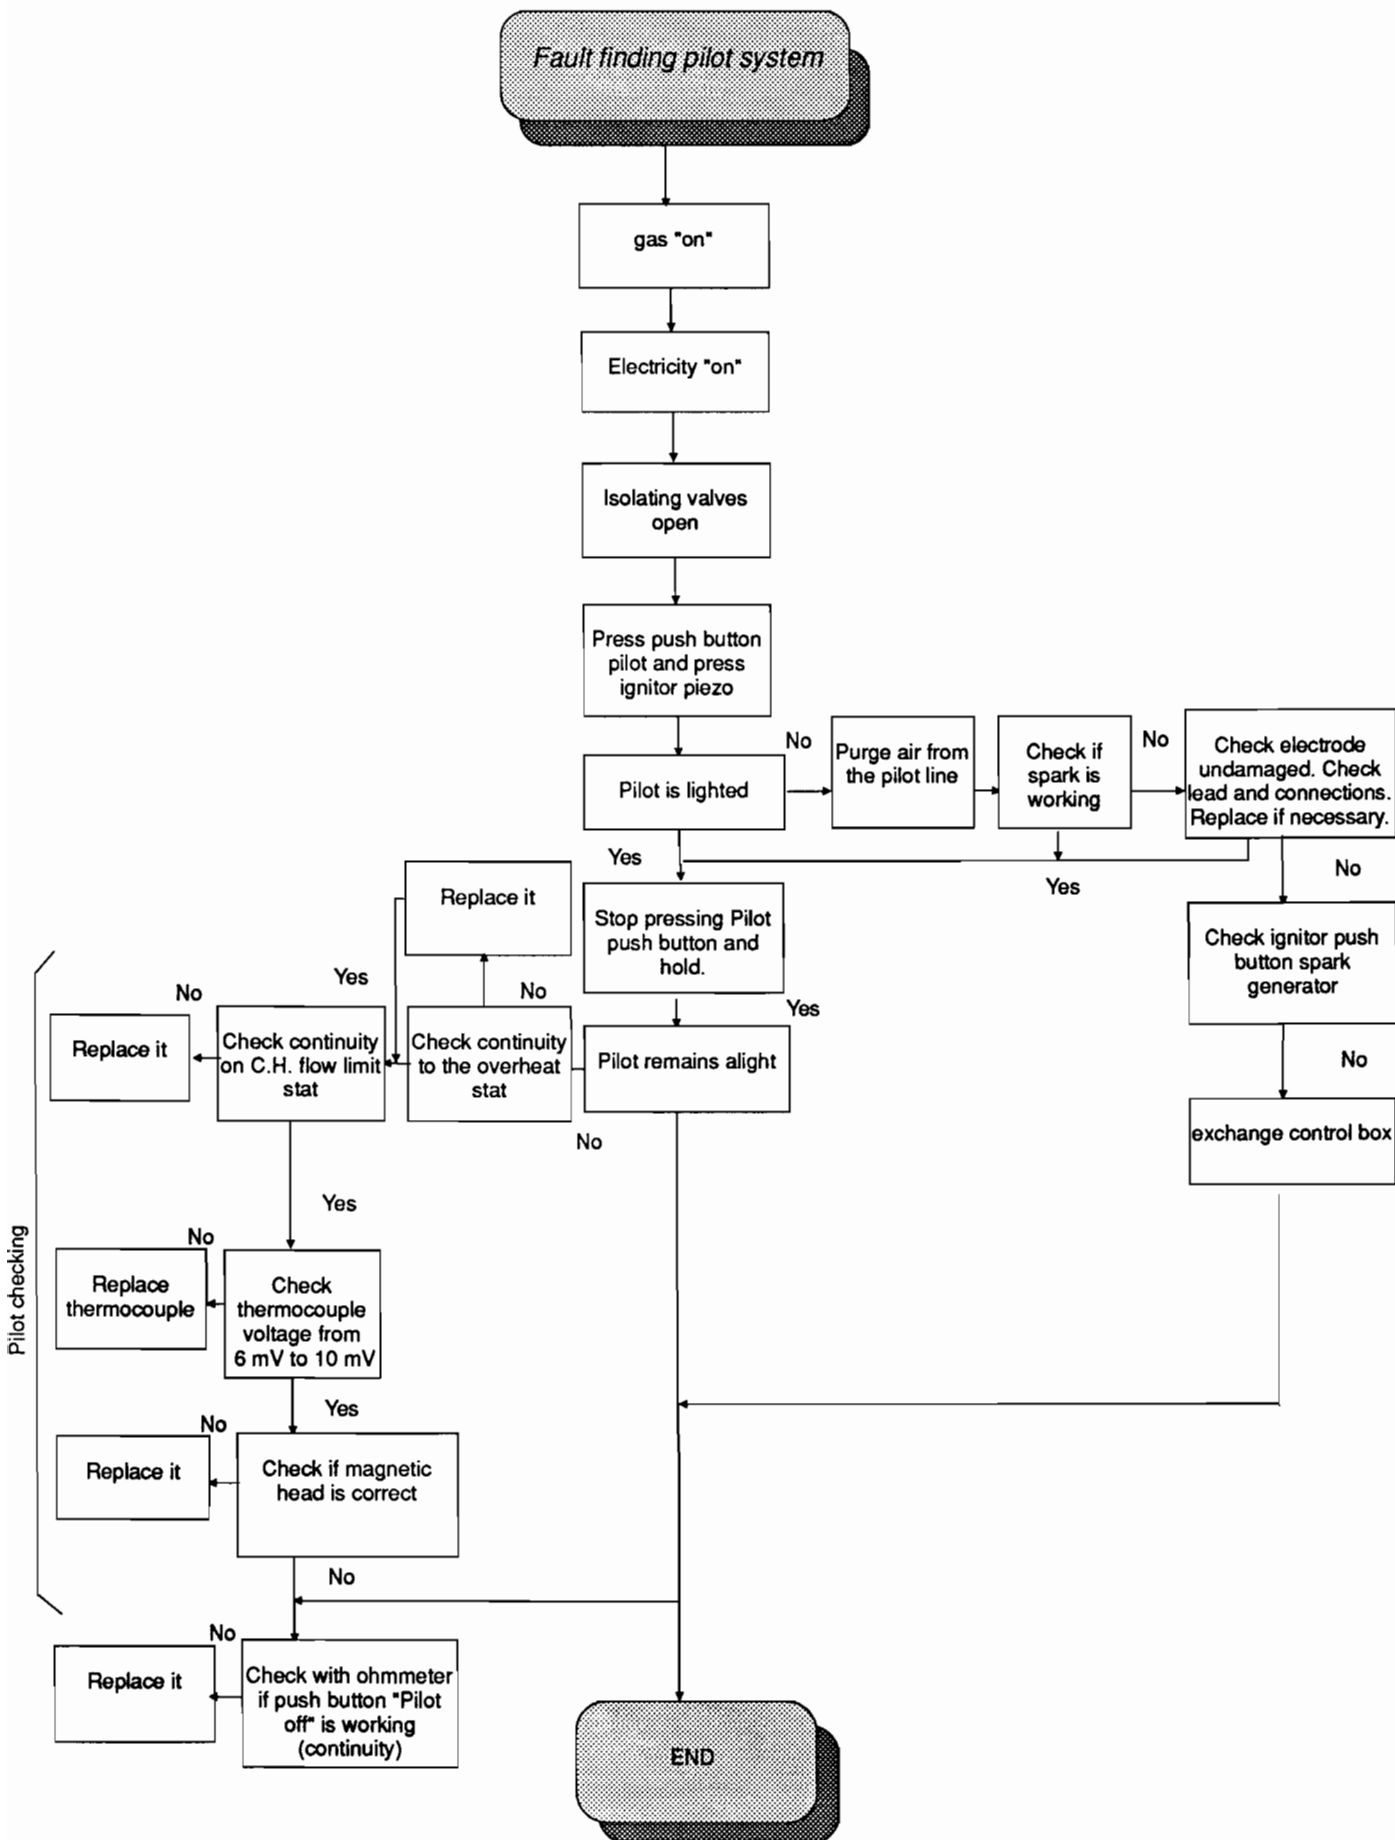 Fault finding pilot system
gas "on"
Electricity "on"
Isolating valves
open
Press push button
pilot and press
ignitor piezo
No
Pilot is lighted
Purge air from
the pilot line
Check if
spark is
working
No
Check electrode
undamaged. Check
lead and connections.
Replace if necessary.
Yes
Yes
No
Replace it
Stop pressing Pilot
push button and
hold.
Check ignitor push
button spark
generator
Yes
No
No
Yes
Replace it
Check continuity
on C.H. flow limit
stat
Check continuity
to the overheat
stat
Pilot remains alight
No
No
exchange control box
Yes
Pilot checking
No
Replace
thermocouple
Check
thermocouple
voltage from
6 mV to 10 mV
Yes
No
Replace it
Check if magnetic
head is correct
No
No
Replace it
Check with ohmmeter
if push button "Pilot
off" is working
(continuity)
END